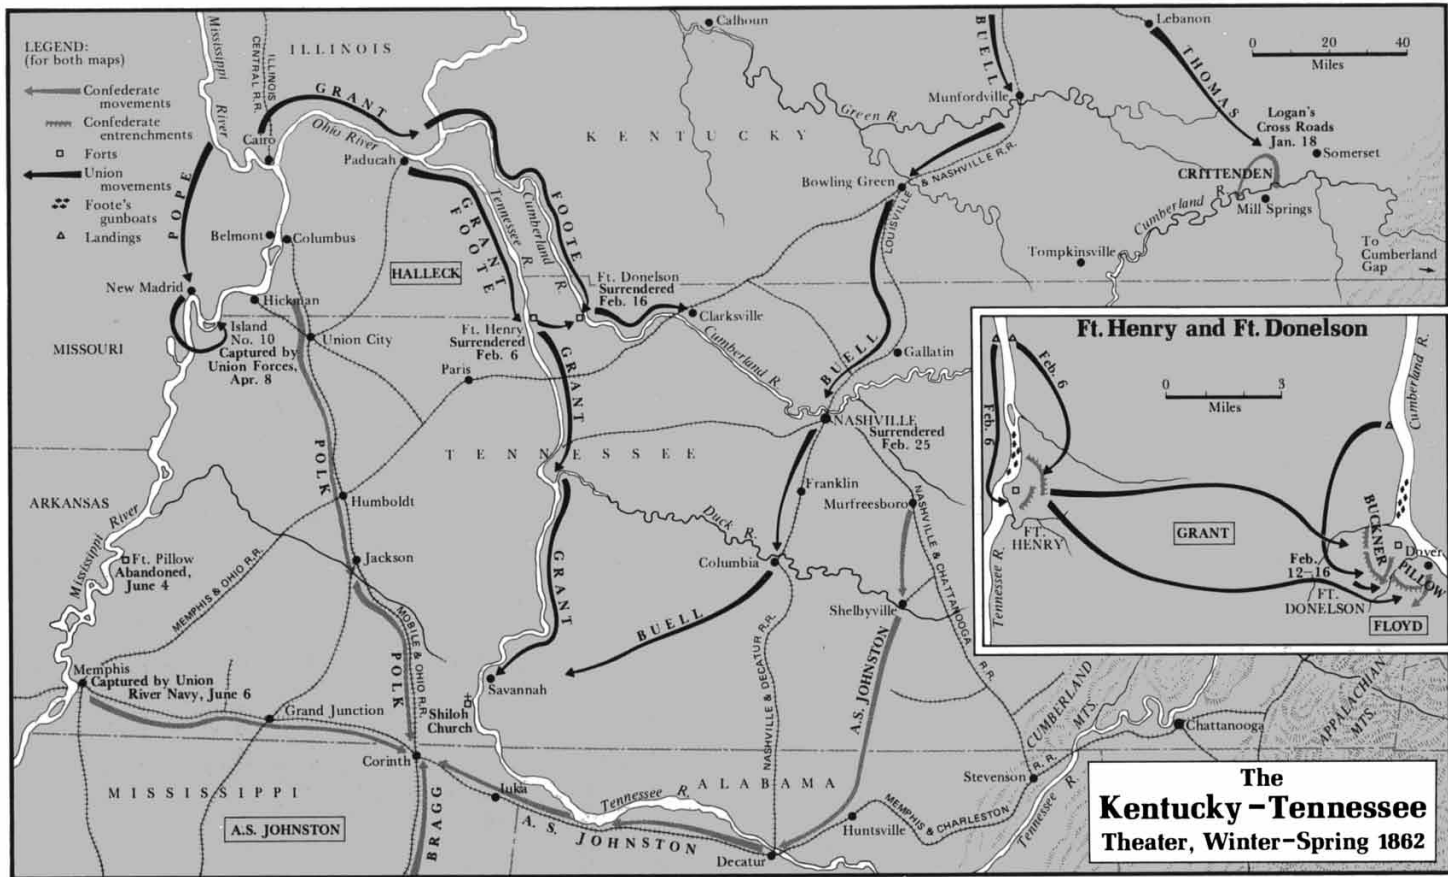 LEGEND:
(for both maps)
Confederate
movements
Confederate
entrenchments
Forts
Union
movements
Foote's
gunboats
Landings
Mississippi River
ILLINOIS
ILLINOIS
CENTRAL R.R.
GRANT
Cairo
Ohio River
Paducah
POPE
Belmont
Columbus
HALLECK
New Madrid
Hickman
Island
No. 10
Captured by
Union Forces,
Apr. 8
Union City
MISSOURI
Paris
Tennessee R.
Cumberland R.
GRANT
FOOTE
FOOTE
Ft. Henry
Surrendered
Feb. 6
Ft. Donelson
Surrendered
Feb. 16
Clarksville
Cumberland R.
Calhoun
Green R.
KENTUCKY
BUELL
Munfordville
Bowling Green
LOUISVILLE & NASHVILLE R.R.
Lebanon
THOMAS
0 20 40
Miles
Logan's
Cross Roads
Jan. 18
Somerset
CRITTENDEN
Cumberland R.
Mill Springs
Tompkinsville
To
Cumberland
Gap
BUELL
Gallatin
NASHVILLE
Surrendered
Feb. 25
TENNESSEE
GRANT
POLK
ARKANSAS
Humboldt
Mississippi River
Ft. Pillow
Abandoned,
June 4
Jackson
MEMPHIS & OHIO R.R.
MOBILE & OHIO R.R.
POLK
Franklin
Murfreesboro
Duck R.
Columbia
NASHVILLE & CHATTANOOGA R.R.
GRANT
BUELL
Shelbyville
NASHVILLE & DECATUR R.R.
A.S. JOHNSTON
Memphis
Captured by Union
River Navy, June 6
Grand Junction
Savannah
Shiloh
Church
Corinth
Iuka
MISSISSIPPI
A.S. JOHNSTON
BRAGG
A. S. JOHNSTON
Tennessee R.
ALABAMA
Decatur
Huntsville
MEMPHIS & CHARLESTON R.R.
Stevenson
Tennessee R.
CUMBERLAND
MTS.
Chattanooga
APPALACHIAN
MTS.
Ft. Henry and Ft. Donelson
Feb. 6
Feb. 6
0 3
Miles
Cumberland R.
Tennessee R.
FT.
HENRY
GRANT
BUCKNER
Dover
PILLOW
Feb.
12–16
FT.
DONELSON
FLOYD
The
Kentucky–Tennessee
Theater, Winter-Spring 1862